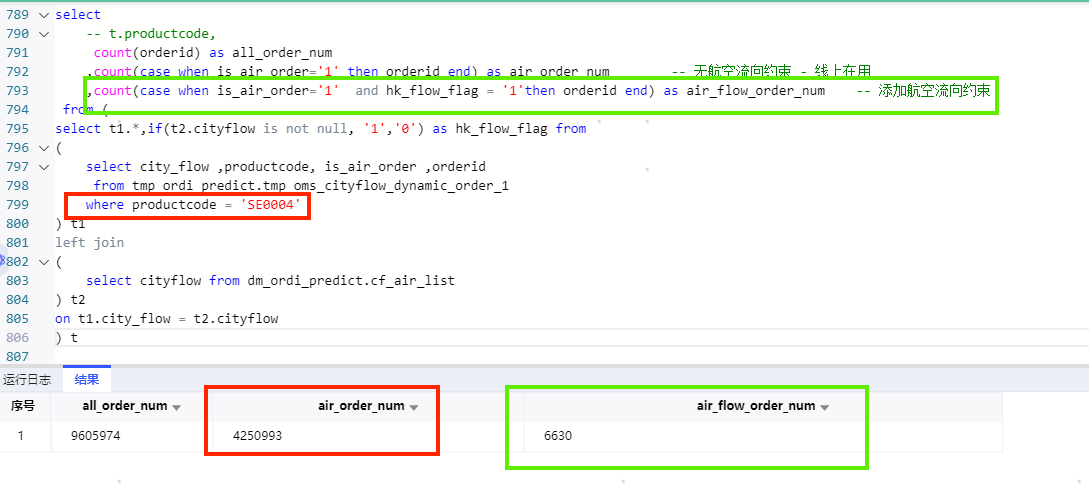 789 select
790 -- t.productcode,
791 count(orderid) as all_order_num
792 ,count(case when is_air_order='1' then orderid end) as air_order_num -- 无航空流向约束 - 线上在用
793 ,count(case when is_air_order='1' and hk_flow_flag = '1'then orderid end) as air_flow_order_num -- 添加航空流向约束
794 from (
795 select t1.*,if(t2.cityflow is not null, '1','0') as hk_flow_flag from
796 (
797 select city_flow ,productcode, is_air_order ,orderid
798 from tmp_ordi_predict.tmp_oms_cityflow_dynamic_order_1
799 where productcode = 'SE0004'
800 ) t1
801 left join
802 (
803 select cityflow from dm_ordi_predict.cf_air_list
804 ) t2
805 on t1.city_flow = t2.cityflow
806 ) t
807
运行日志 结果
序号 all_order_num air_order_num air_flow_order_num
1 9605974 4250993 6630